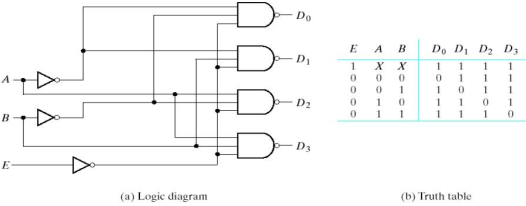 D0
D1
A
D2
B
D3
E
(a) Logic diagram
E A B D0 D1 D2 D3
1 X X 1 1 1 1
0 0 0 0 1 1 1
0 0 1 1 0 1 1
0 1 0 1 1 0 1
0 1 1 1 1 1 0
(b) Truth table